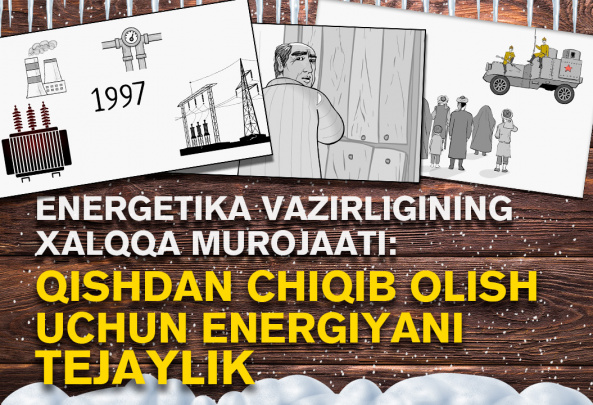 1997
ENERGETIKA VAZIRLIGINING
XALQQA MUROJAATI:
QISHDAN CHIQIB OLISH
UCHUN ENERGIYANI
TEJAYLIK